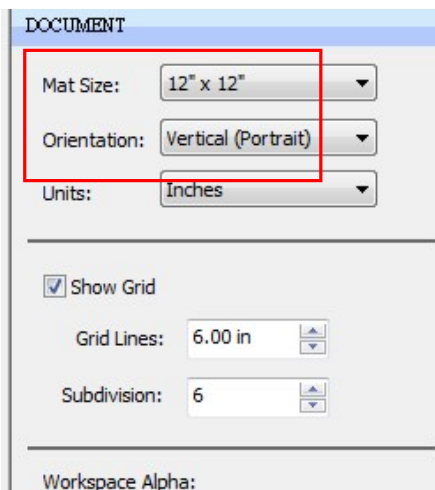 DOCUMENT
Mat Size: 12" x 12"
Orientation: Vertical (Portrait)
Units: Inches
Show Grid
Grid Lines: 6.00 in
Subdivision: 6
Workspace Alpha: